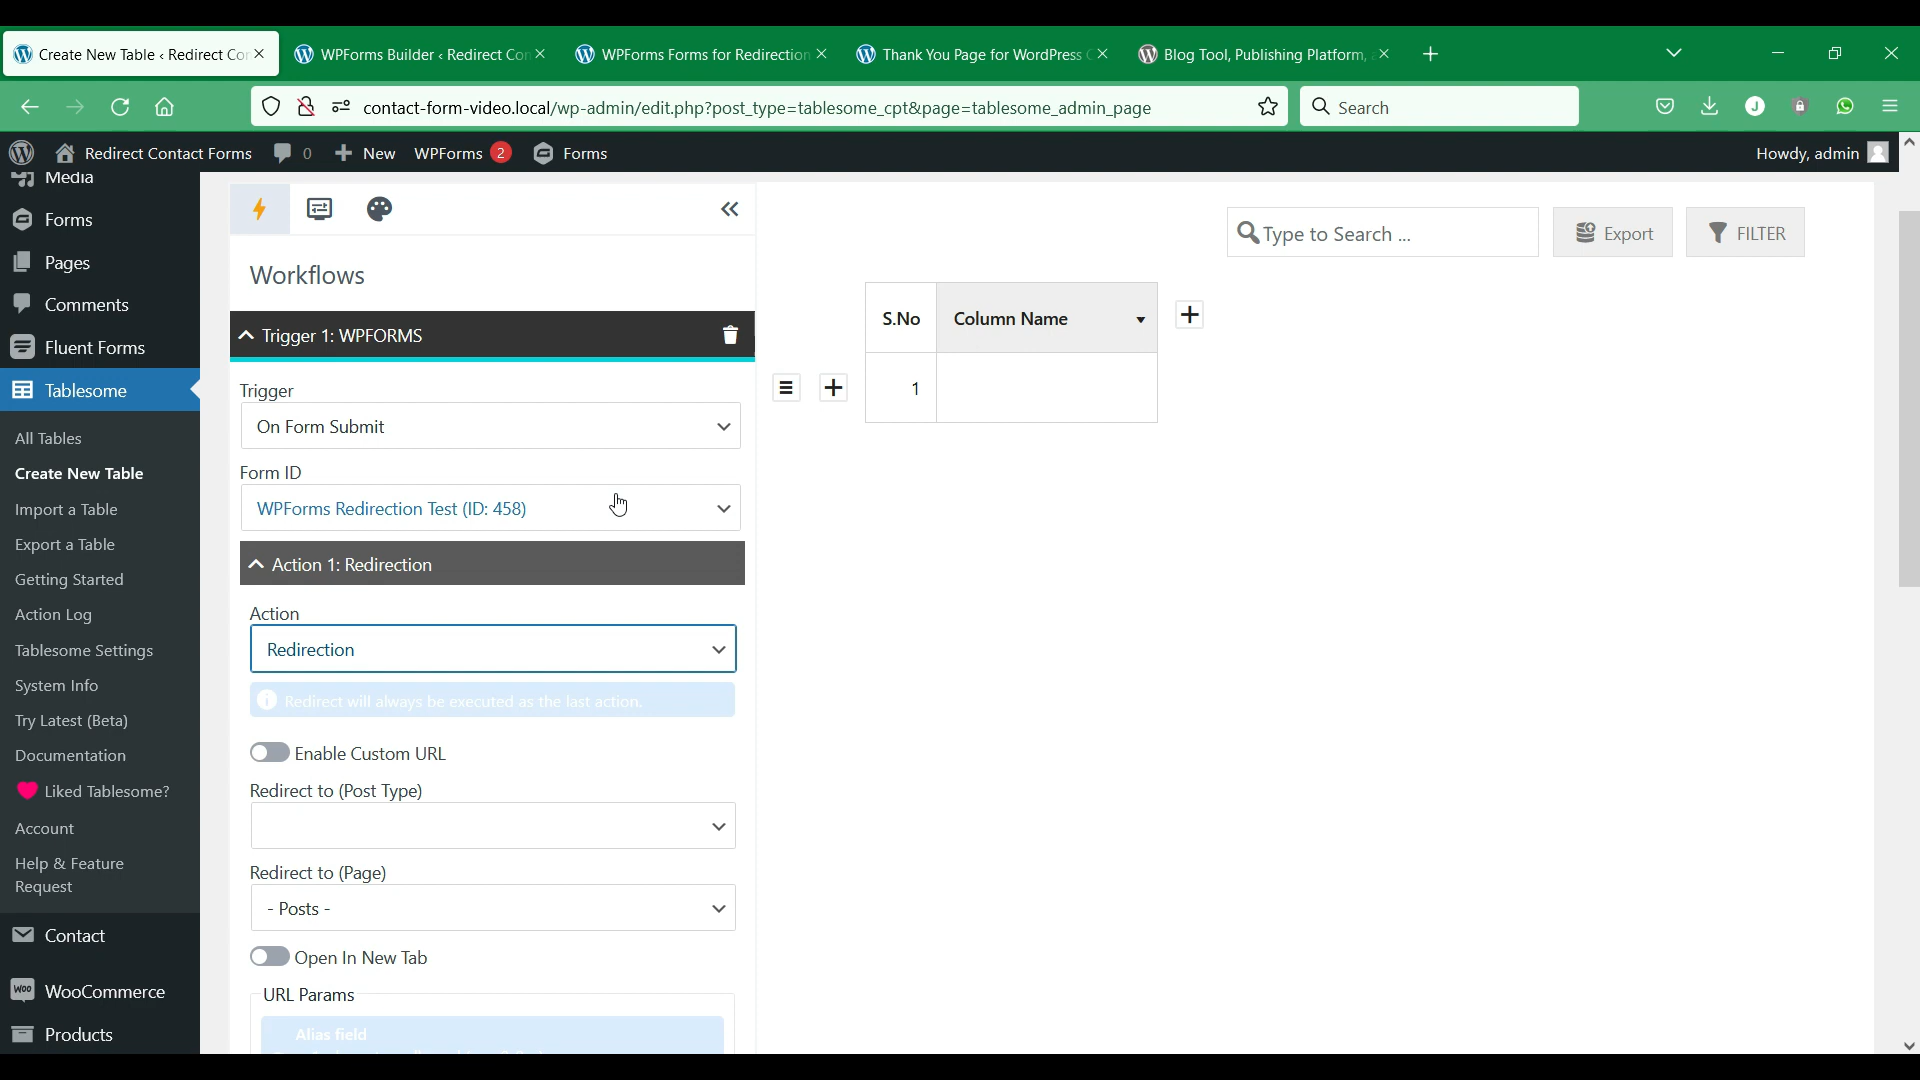 Create New Table ‹ Redirect Con
WPForms Builder ‹ Redirect Con
WPForms Forms for Redirection
Thank You Page for WordPress C
Blog Tool, Publishing Platform,
contact-form-video.local/wp-admin/edit.php?post_type=tablesome_cpt&page=tablesome_admin_page
Search
J
Redirect Contact Forms
0
New
WPForms 2
Forms
Howdy, admin
Media
Forms
Pages
Comments
Fluent Forms
Tablesome
All Tables
Create New Table
Import a Table
Export a Table
Getting Started
Action Log
Tablesome Settings
System Info
Try Latest (Beta)
Documentation
Liked Tablesome?
Account
Help & Feature
Request
Contact
WooCommerce
Products
Workflows
Trigger 1: WPFORMS
Trigger
On Form Submit
Form ID
WPForms Redirection Test (ID: 458)
Action 1: Redirection
Action
Redirection
Redirect will always be executed as the last action.
Enable Custom URL
Redirect to (Post Type)
Redirect to (Page)
- Posts -
Open In New Tab
URL Params
Alias field
Type to Search ...
Export
FILTER
S.No
Column Name
1